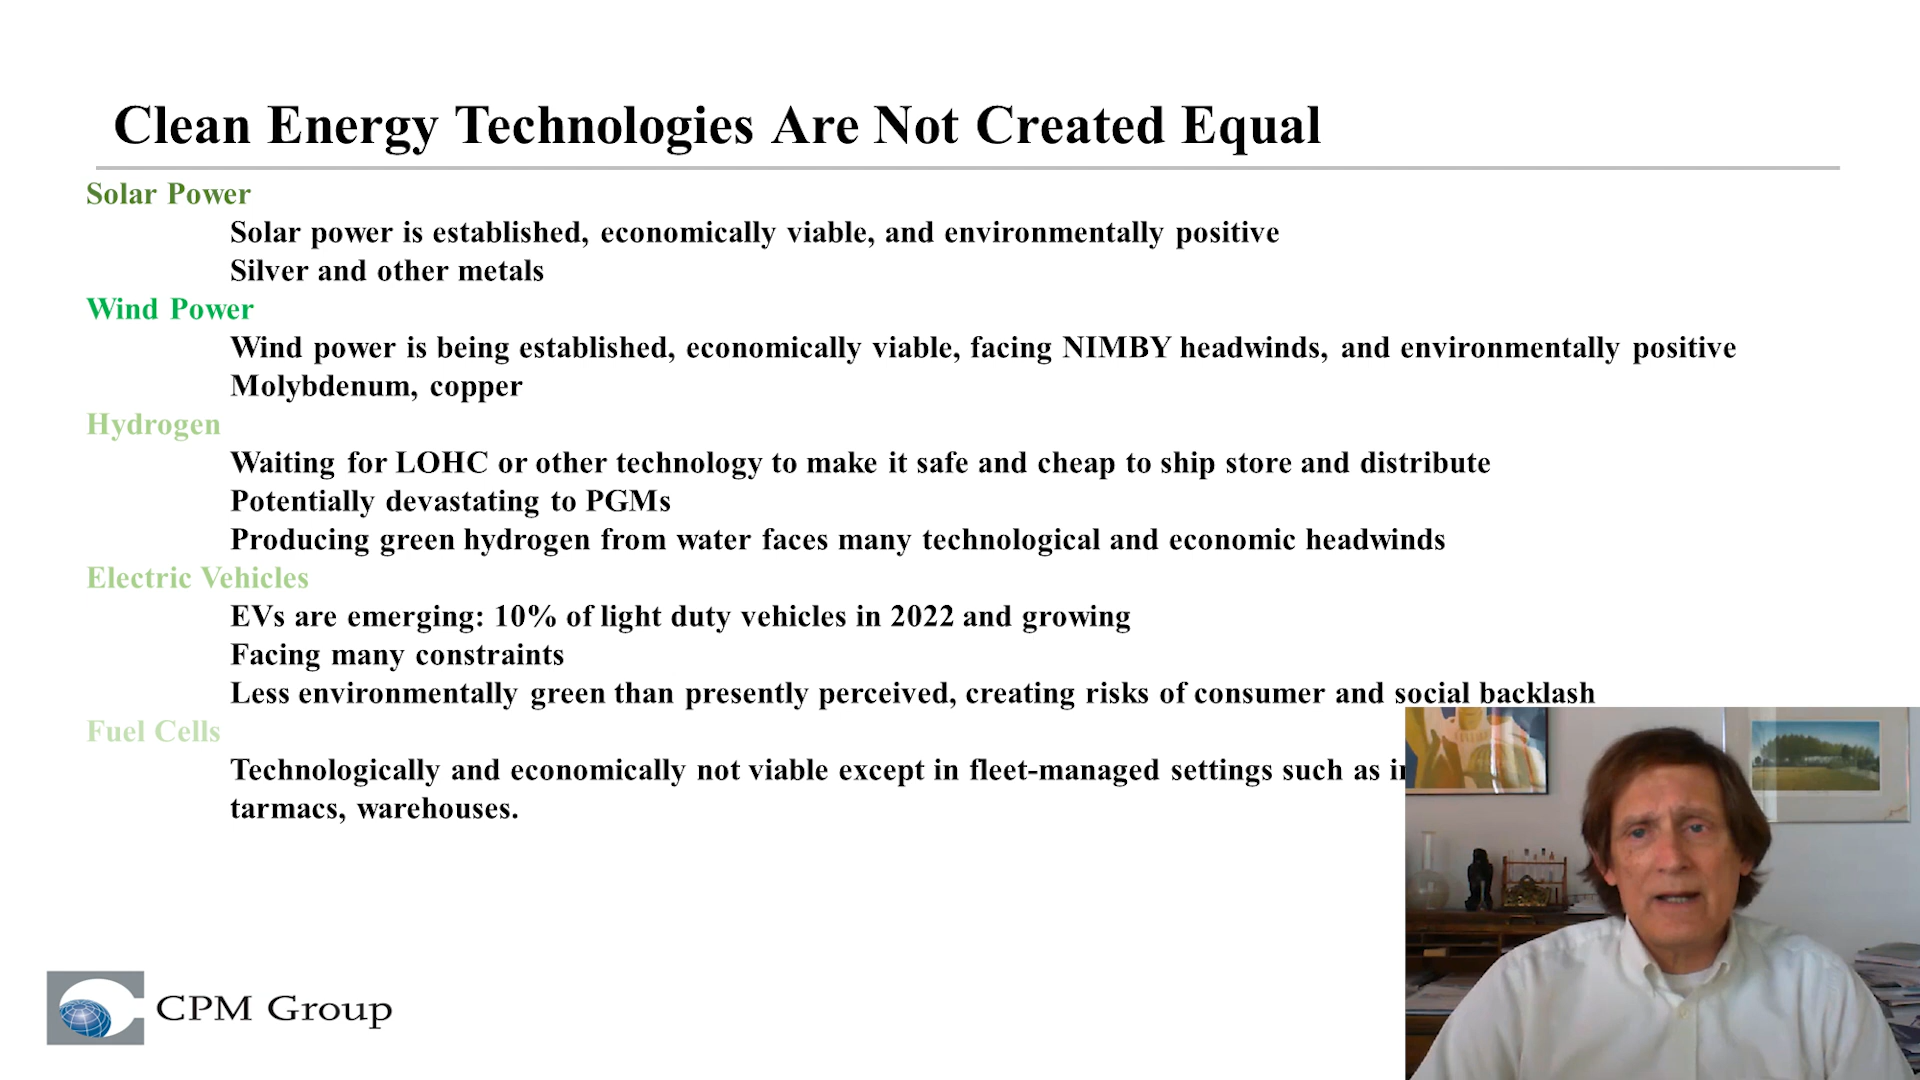 Clean Energy Technologies Are Not Created Equal
Solar Power
Solar power is established, economically viable, and environmentally positive
Silver and other metals
Wind Power
Wind power is being established, economically viable, facing NIMBY headwinds, and environmentally positive
Molybdenum, copper
Hydrogen
Waiting for LOHC or other technology to make it safe and cheap to ship store and distribute
Potentially devastating to PGMs
Producing green hydrogen from water faces many technological and economic headwinds
Electric Vehicles
EVs are emerging: 10% of light duty vehicles in 2022 and growing
Facing many constraints
Less environmentally green than presently perceived, creating risks of consumer and social backlash
Fuel Cells
Technologically and economically not viable except in fleet-managed settings such as
tarmacs, warehouses.
CPM Group